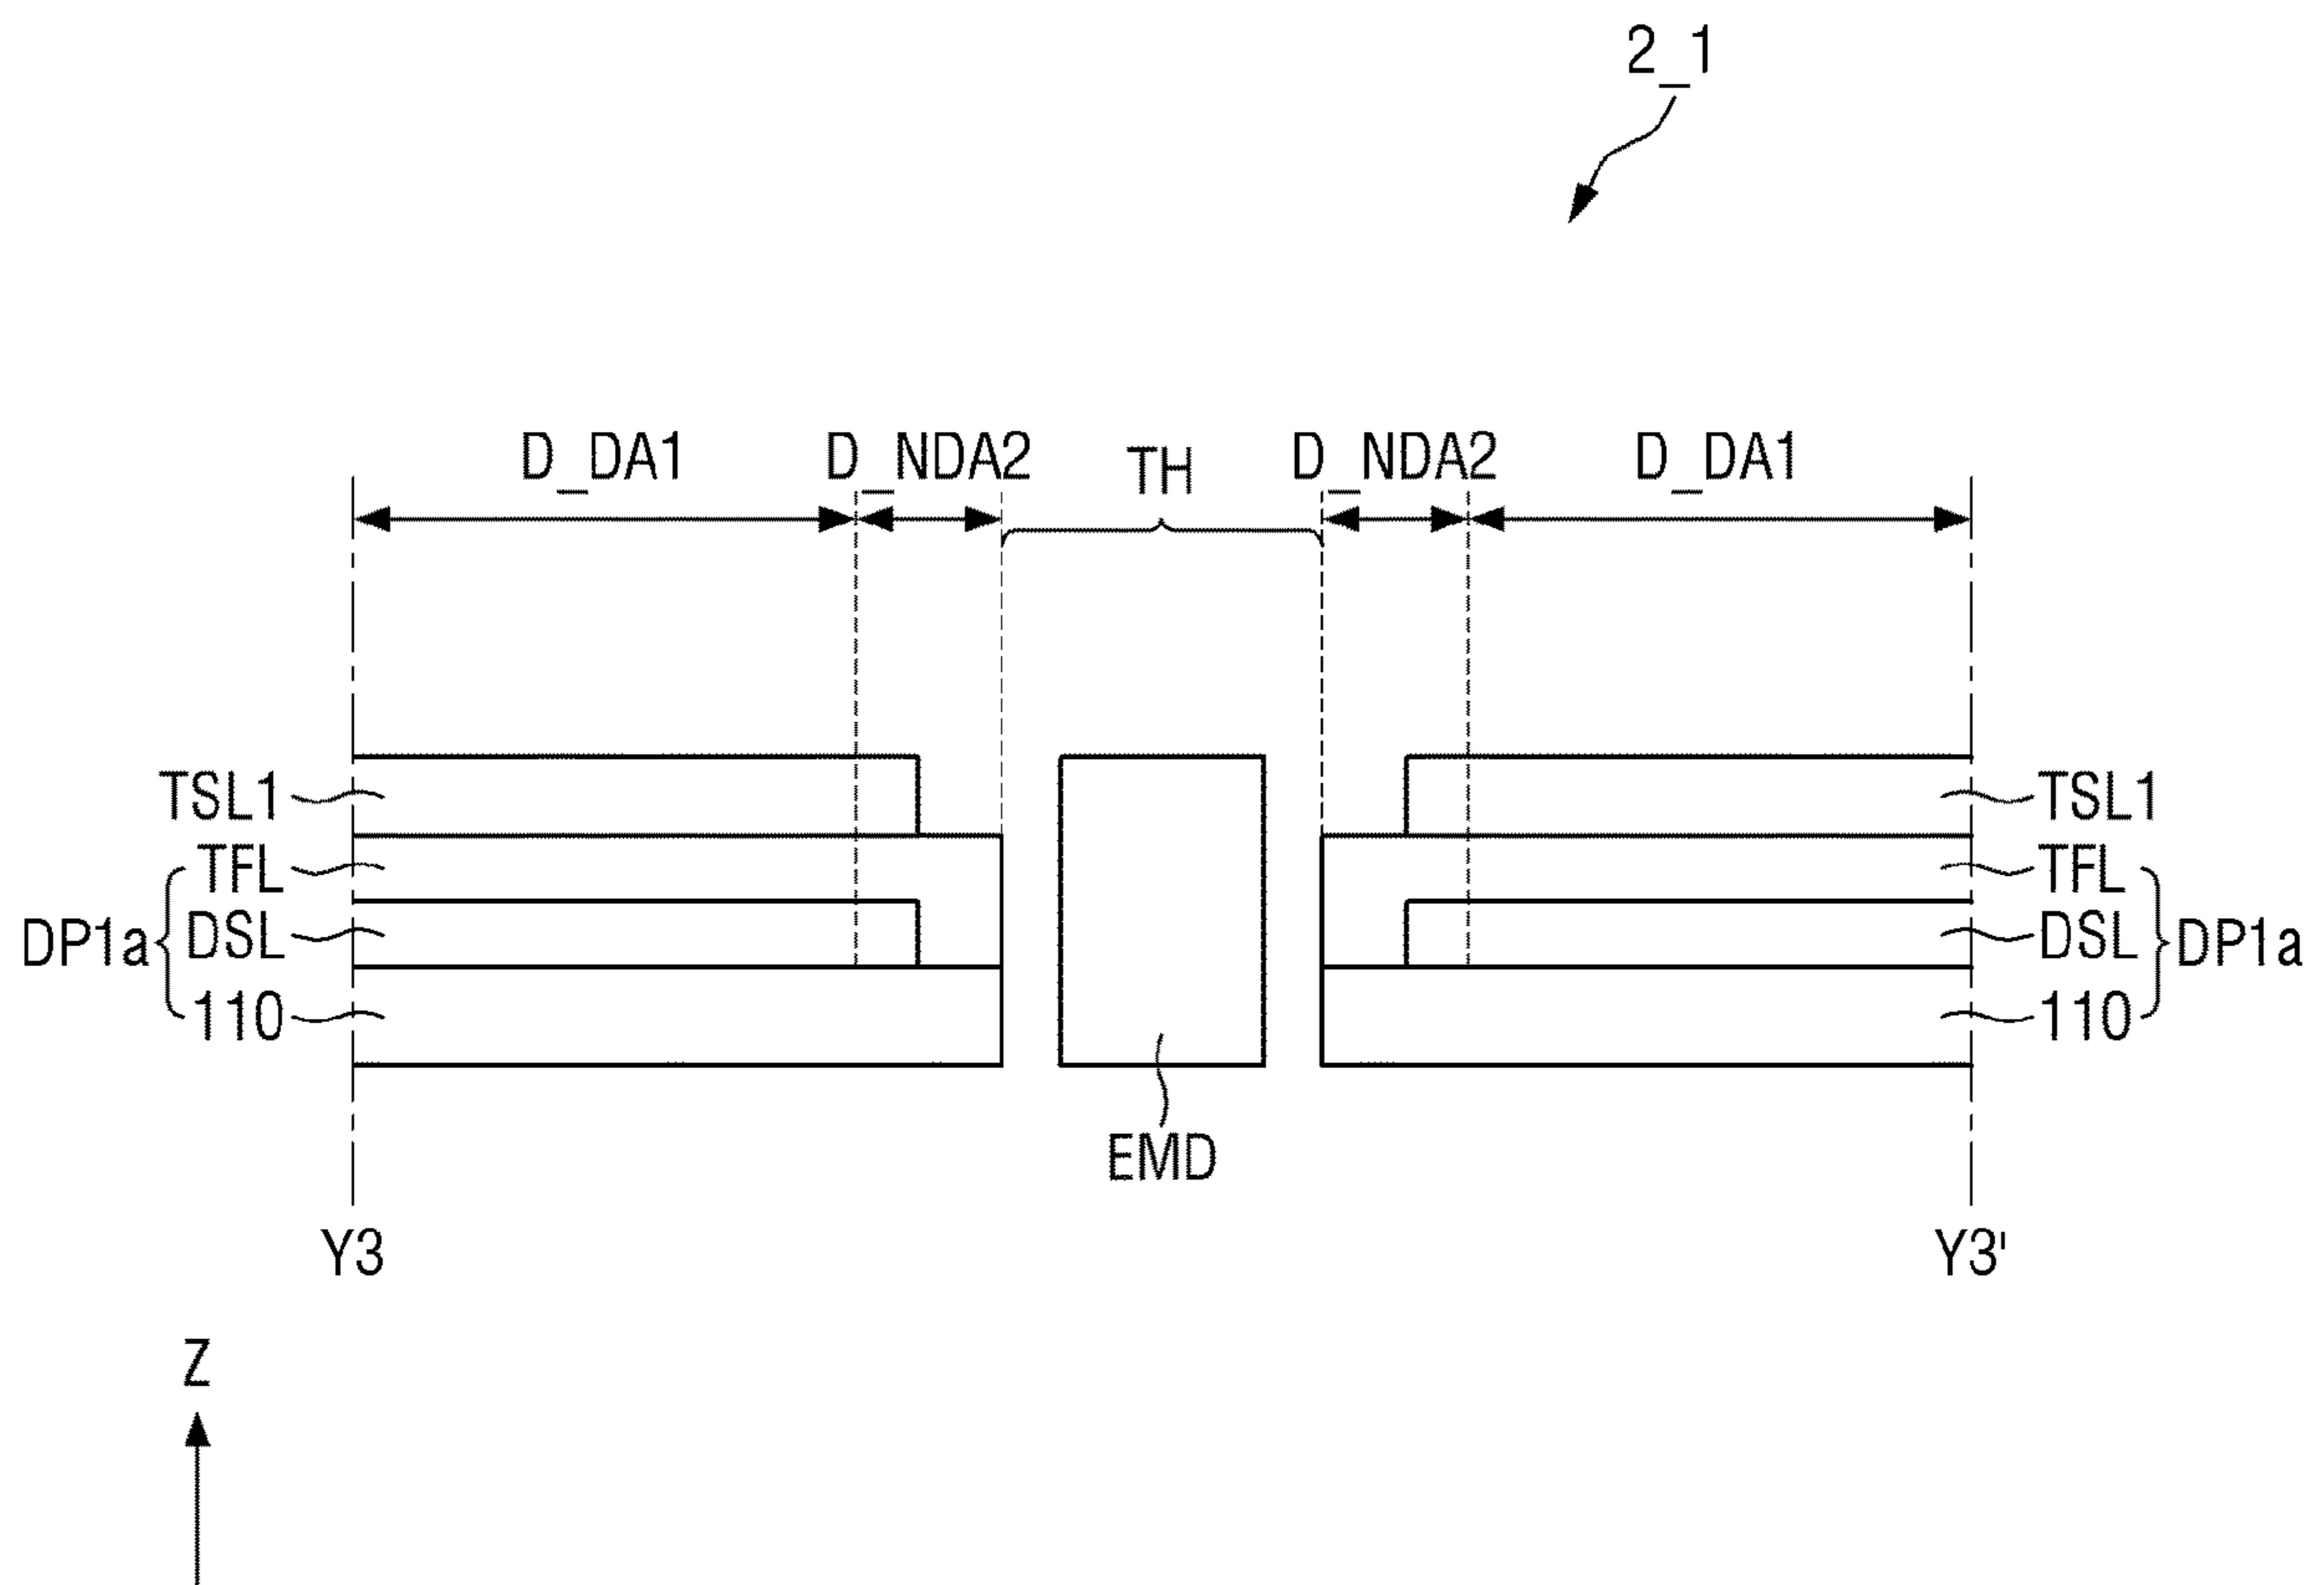 2_1
D_DA1 D_NDA2 TH D_NDA2 D_DA1
TSL1 TSL1
TFL TFL
DP1a DSL DSL DP1a
110 110
EMD
Y3 Y3'
Z